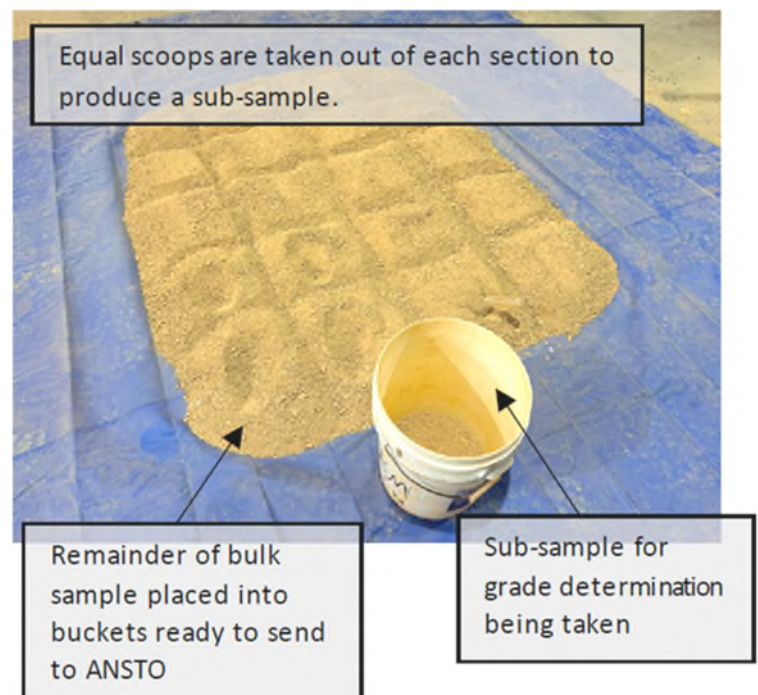 Equal scoops are taken out of each section to
produce a sub-sample.
Remainder of bulk
sample placed into
buckets ready to send
to ANSTO
Sub-sample for
grade determination
being taken